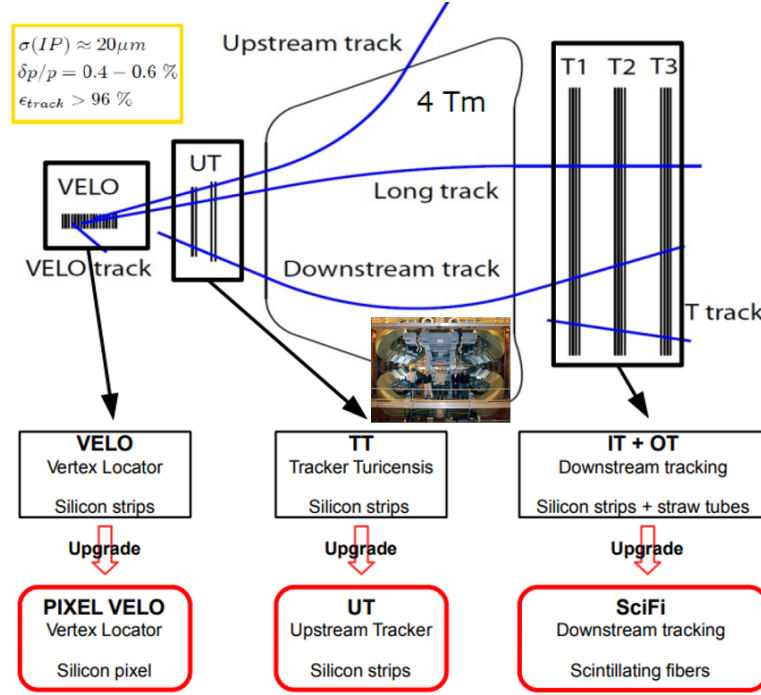 σ(IP) ≈ 20μm
δp/p = 0.4 − 0.6 %
ϵtrack > 96 %
Upstream track
4 Tm
T1 T2 T3
UT
VELO
Long track
VELO track
Downstream track
T track
VELO
Vertex Locator
Silicon strips
TT
Tracker Turicensis
Silicon strips
IT + OT
Downstream tracking
Silicon strips + straw tubes
Upgrade
Upgrade
Upgrade
PIXEL VELO
Vertex Locator
Silicon pixel
UT
Upstream Tracker
Silicon strips
SciFi
Downstream tracking
Scintillating fibers